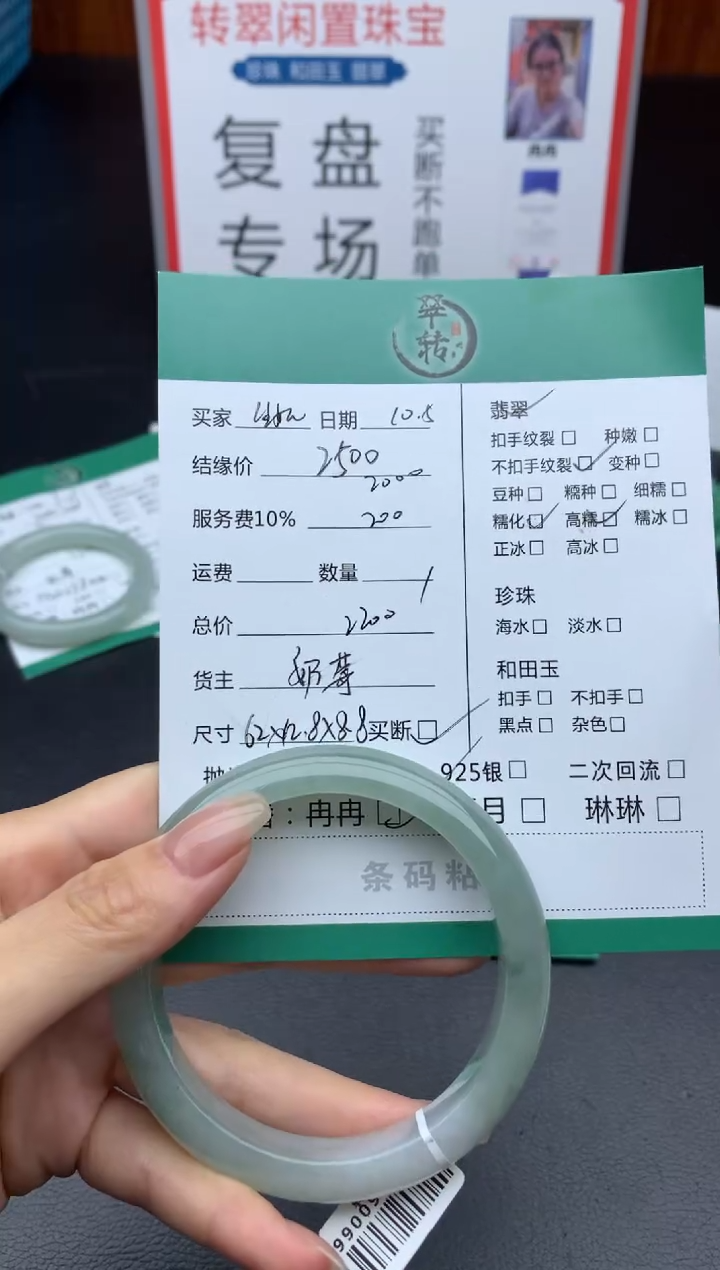 转翠闲置珠宝
珍珠 和田玉 翡翠
复盘
专场
买断不跑单
冉冉
翠转
买家 日期 10.5
结缘价 2500
2000
服务费10% 200
运费 数量 1
总价 2200
货主
尺寸 62×12.8×8.8 买断☐
925银☐ 二次回流☐
：冉冉 月☐ 琳琳☐
条码粘
翡翠
扣手纹裂☐ 种嫩☐
不扣手纹裂☐ 变种☐
豆种☐ 糯种☐ 细糯☐
糯化☐ 高糯☐ 糯冰☐
正冰☐ 高冰☐
珍珠
海水☐ 淡水☐
和田玉
扣手☐ 不扣手☐
黑点☐ 杂色☐
9900